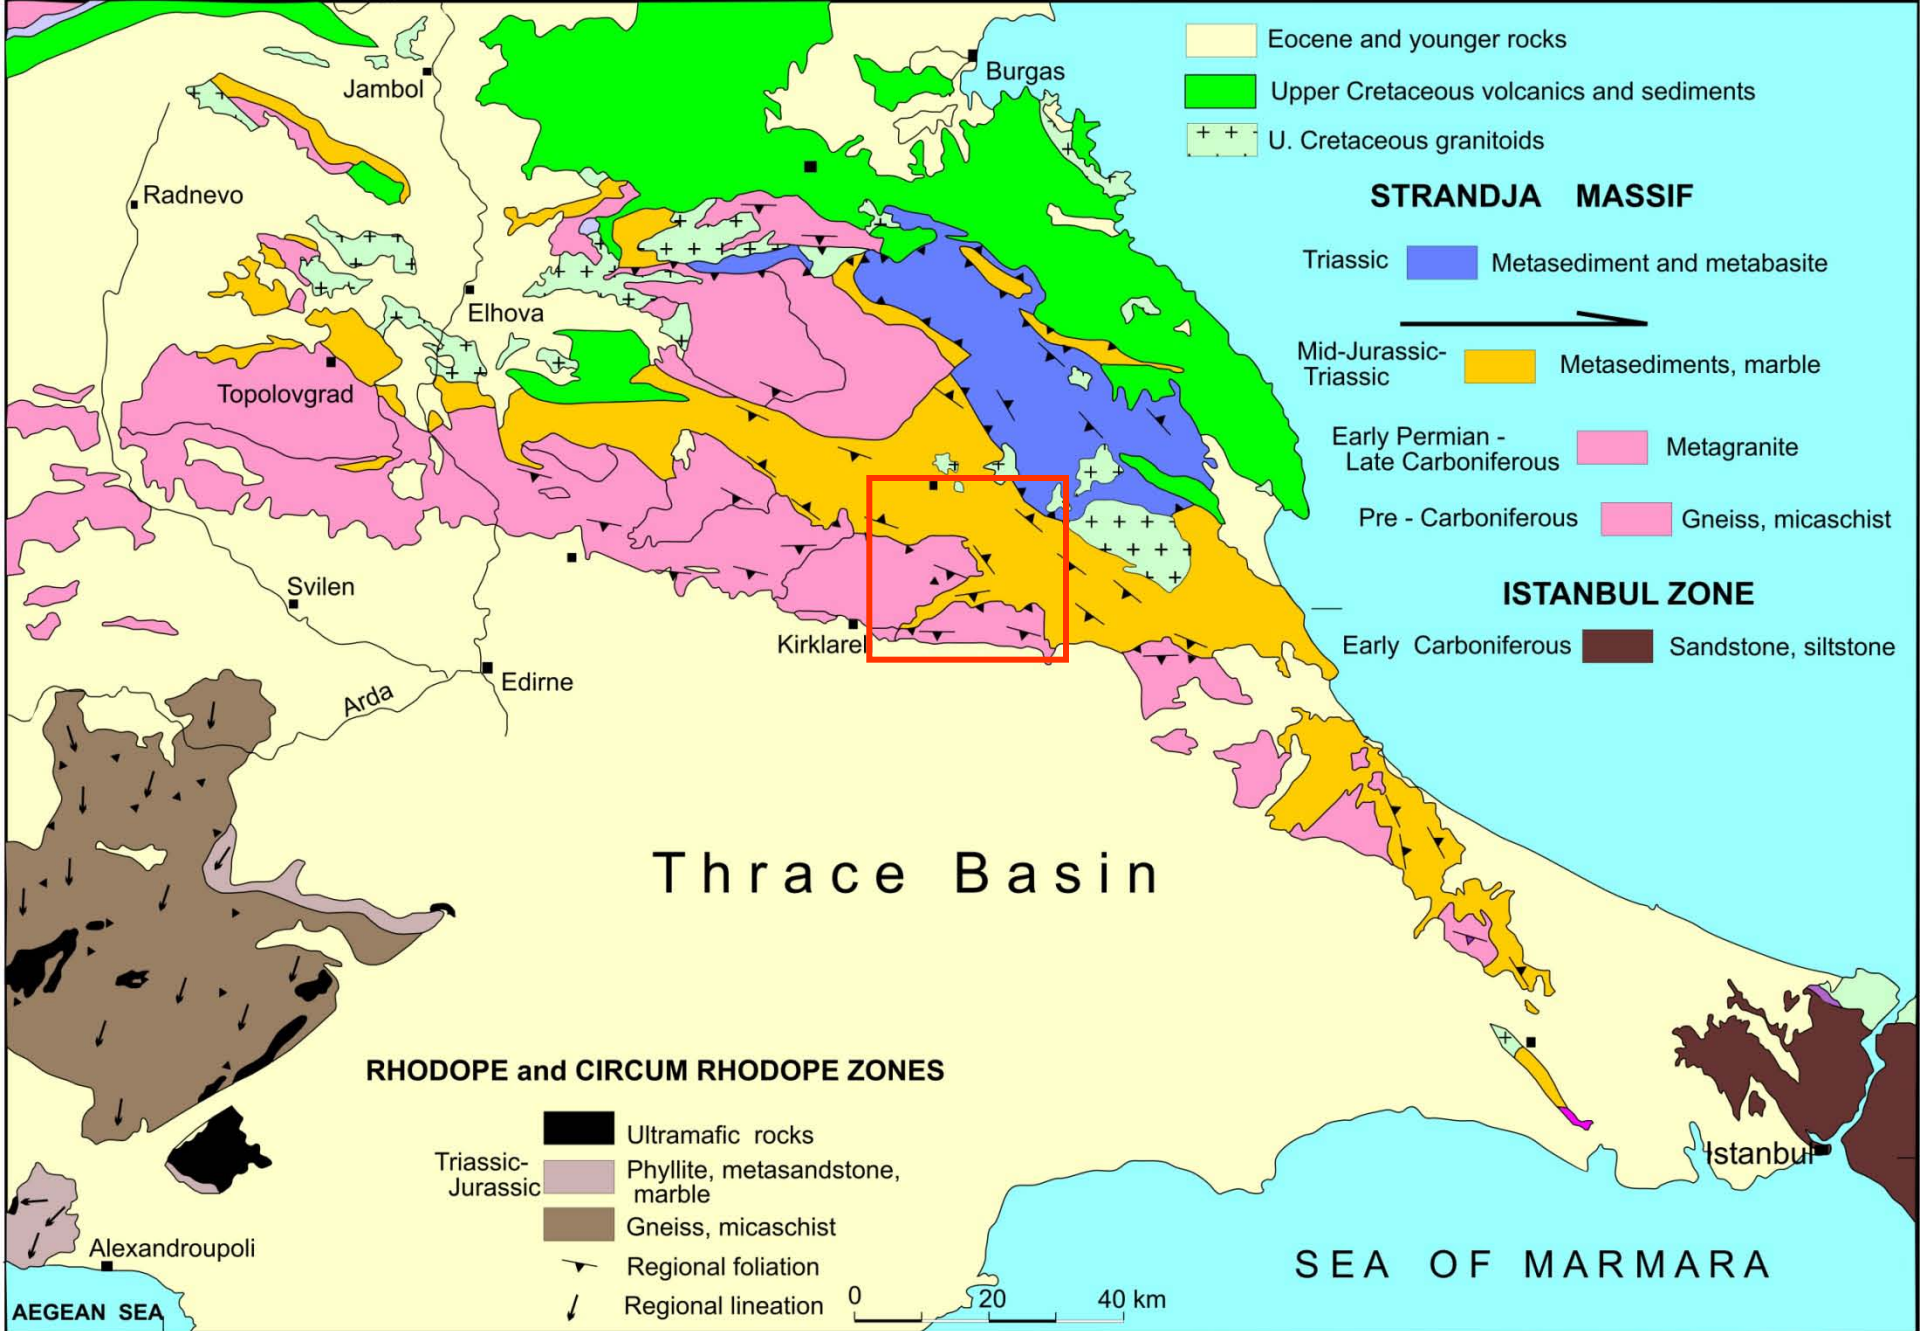 Burgas
Jambol
Radnevo
Elhova
Topolovgrad
Svilen
Kirklarel
Edirne
Arda
Thrace Basin
Istanbul
Alexandroupoli
AEGEAN SEA
SEA OF MARMARA
Eocene and younger rocks
Upper Cretaceous volcanics and sediments
+ + U. Cretaceous granitoids
STRANDJA MASSIF
Triassic Metasediment and metabasite
Mid-Jurassic-
Triassic
Metasediments, marble
Early Permian -
Late Carboniferous
Metagranite
Pre - Carboniferous Gneiss, micaschist
ISTANBUL ZONE
Early Carboniferous Sandstone, siltstone
RHODOPE and CIRCUM RHODOPE ZONES
Ultramafic rocks
Triassic-
Jurassic
Phyllite, metasandstone,
marble
Gneiss, micaschist
Regional foliation
Regional lineation
0 20 40 km